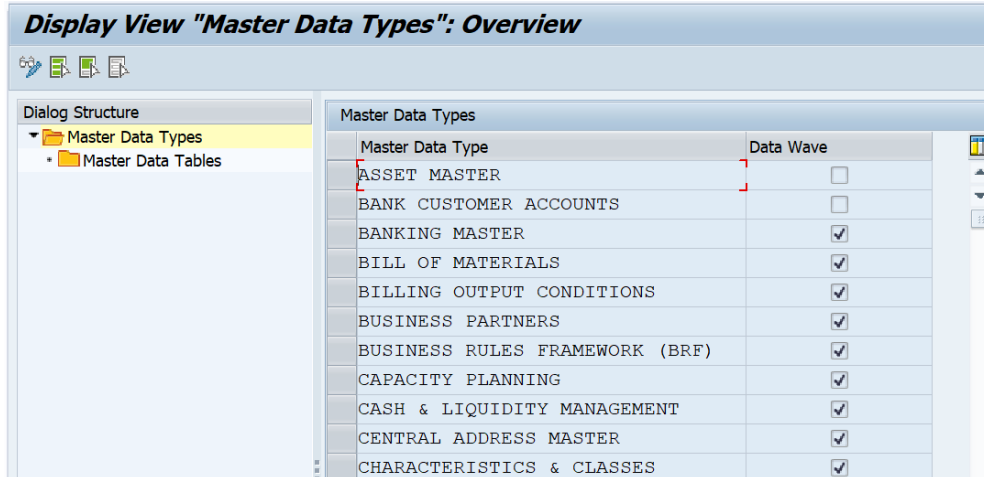 Display View "Master Data Types": Overview
Dialog Structure
Master Data Types
Master Data Tables
Master Data Types
Master Data Type Data Wave
ASSET MASTER
BANK CUSTOMER ACCOUNTS
BANKING MASTER
BILL OF MATERIALS
BILLING OUTPUT CONDITIONS
BUSINESS PARTNERS
BUSINESS RULES FRAMEWORK (BRF)
CAPACITY PLANNING
CASH & LIQUIDITY MANAGEMENT
CENTRAL ADDRESS MASTER
CHARACTERISTICS & CLASSES